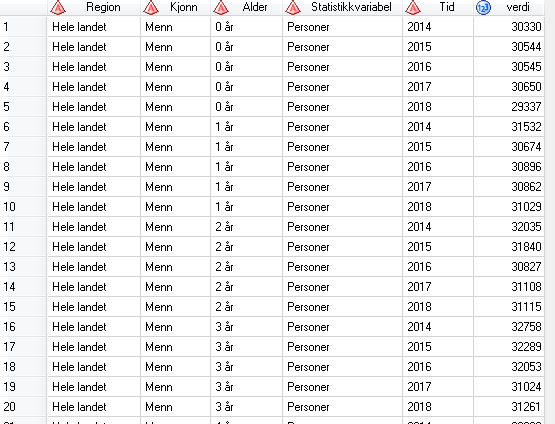 Region Kjonn Alder Statistikkvariabel Tid 123 verdi
1 Hele landet Menn 0 år Personer 2014 30330
2 Hele landet Menn 0 år Personer 2015 30544
3 Hele landet Menn 0 år Personer 2016 30545
4 Hele landet Menn 0 år Personer 2017 30650
5 Hele landet Menn 0 år Personer 2018 29337
6 Hele landet Menn 1 år Personer 2014 31532
7 Hele landet Menn 1 år Personer 2015 30674
8 Hele landet Menn 1 år Personer 2016 30896
9 Hele landet Menn 1 år Personer 2017 30862
10 Hele landet Menn 1 år Personer 2018 31029
11 Hele landet Menn 2 år Personer 2014 32035
12 Hele landet Menn 2 år Personer 2015 31840
13 Hele landet Menn 2 år Personer 2016 30827
14 Hele landet Menn 2 år Personer 2017 31108
15 Hele landet Menn 2 år Personer 2018 31115
16 Hele landet Menn 3 år Personer 2014 32758
17 Hele landet Menn 3 år Personer 2015 32289
18 Hele landet Menn 3 år Personer 2016 32053
19 Hele landet Menn 3 år Personer 2017 31024
20 Hele landet Menn 3 år Personer 2018 31261